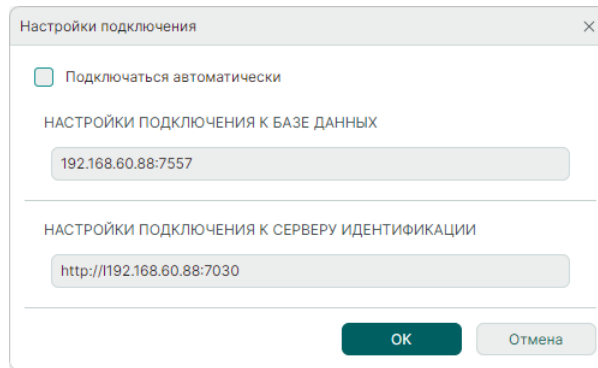 Настройки подключения
Подключаться автоматически
НАСТРОЙКИ ПОДКЛЮЧЕНИЯ К БАЗЕ ДАННЫХ
192.168.60.88:7557
НАСТРОЙКИ ПОДКЛЮЧЕНИЯ К СЕРВЕРУ ИДЕНТИФИКАЦИИ
http://l192.168.60.88:7030
ОК Отмена